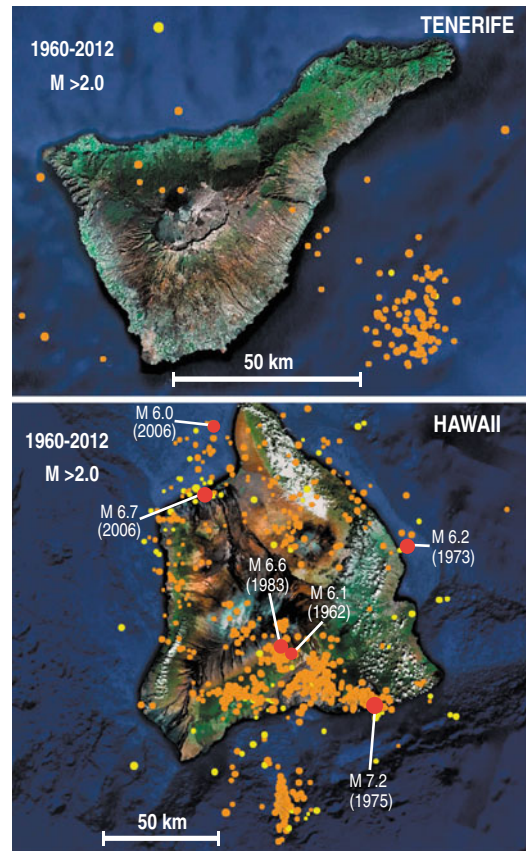 TENERIFE
1960-2012
M >2.0
50 km
HAWAII
1960-2012
M >2.0
M 6.0
(2006)
M 6.7
(2006)
M 6.2
(1973)
M 6.6
(1983)
M 6.1
(1962)
M 7.2
(1975)
50 km